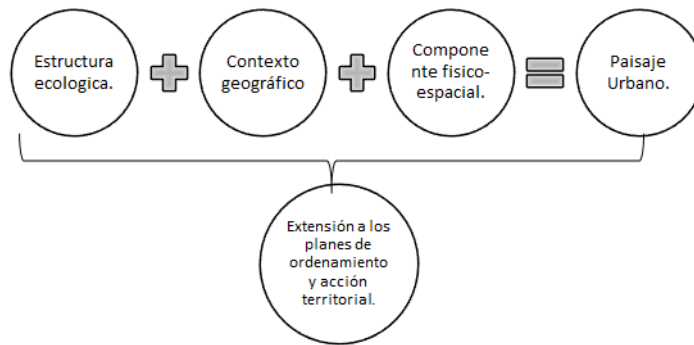 Estructura
ecologica.
Contexto
geográfico
Compone
nte fisico-
espacial.
Paisaje
Urbano.
Extensión a los
planes de
ordenamiento
y acción
territorial.